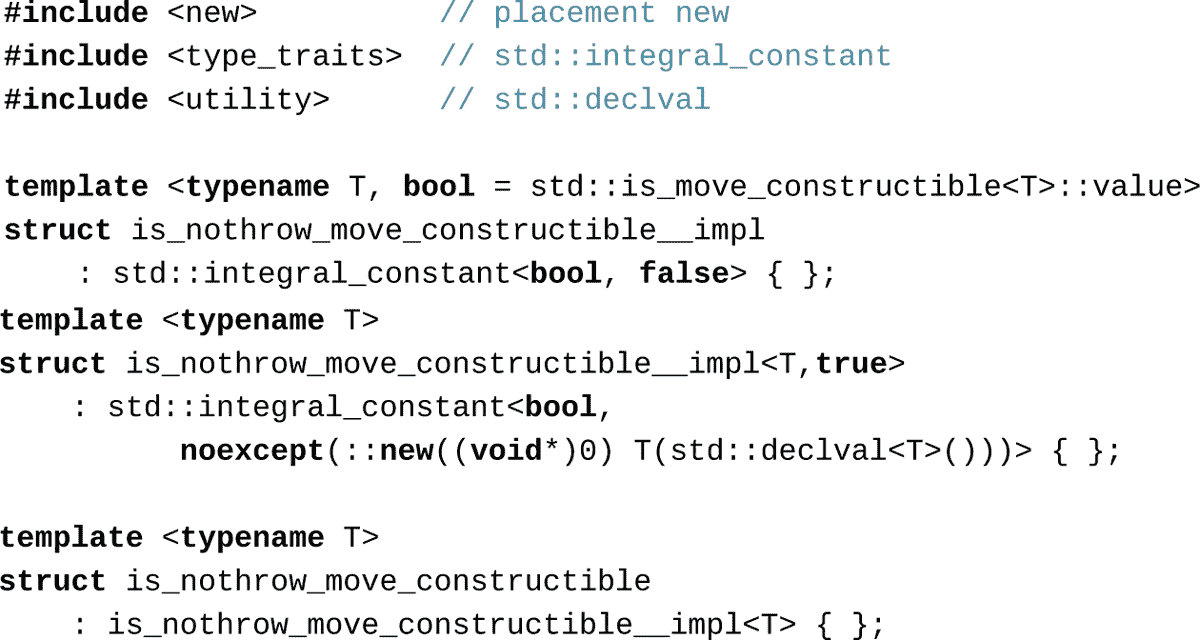 #include <new>          // placement new
#include <type_traits>  // std::integral_constant
#include <utility>      // std::declval

template <typename T, bool = std::is_move_constructible<T>::value>
struct is_nothrow_move_constructible__impl
    : std::integral_constant<bool, false> { };
template <typename T>
struct is_nothrow_move_constructible__impl<T,true>
    : std::integral_constant<bool,
          noexcept(::new((void*)0) T(std::declval<T>()))> { };

template <typename T>
struct is_nothrow_move_constructible
    : is_nothrow_move_constructible__impl<T> { };